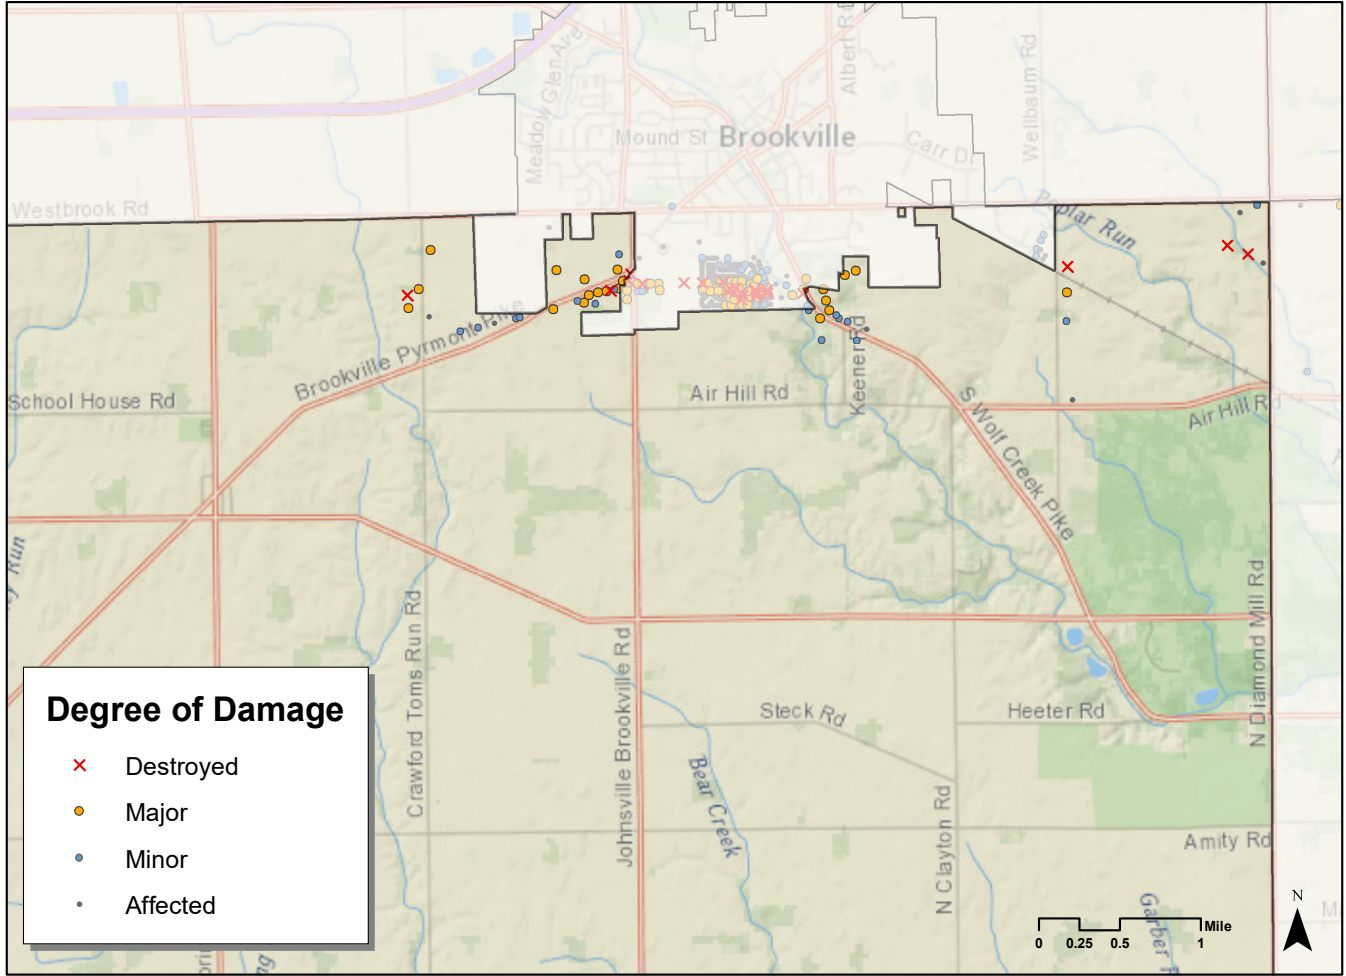 Meadow Glen Ave
Albert Rd
Wellbaum Rd
Mound St
Brookville
Carr Dr
Westbrook Rd
Poplar Run
Brookville Pyrmont Pike
School House Rd
Air Hill Rd
Keener Rd
Air Hill Rd
S Wolf Creek Pike
Run
Crawford Toms Run Rd
Johnsville Brookville Rd
N Diamond Mill Rd
Steck Rd
Heeter Rd
Bear Creek
N Clayton Rd
Amity Rd
Garber
Degree of Damage
Destroyed
Major
Minor
Affected
N
Mile
0 0.25 0.5 1